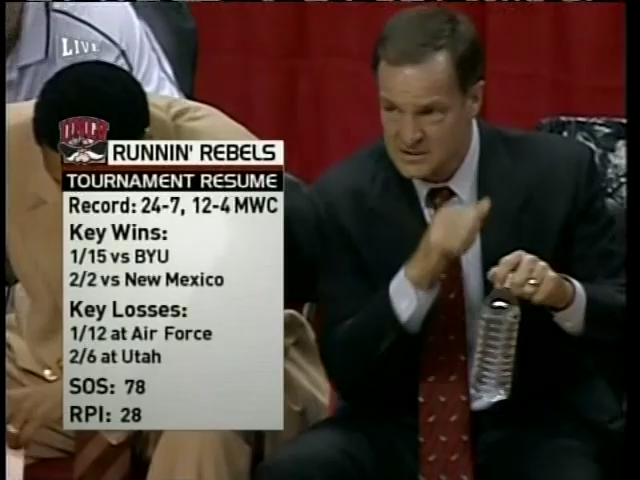 LIVE
UNLV
RUNNIN' REBELS
TOURNAMENT RESUME
Record: 24-7, 12-4 MWC
Key Wins:
1/15 vs BYU
2/2 vs New Mexico
Key Losses:
1/12 at Air Force
2/6 at Utah
SOS: 78
RPI: 28